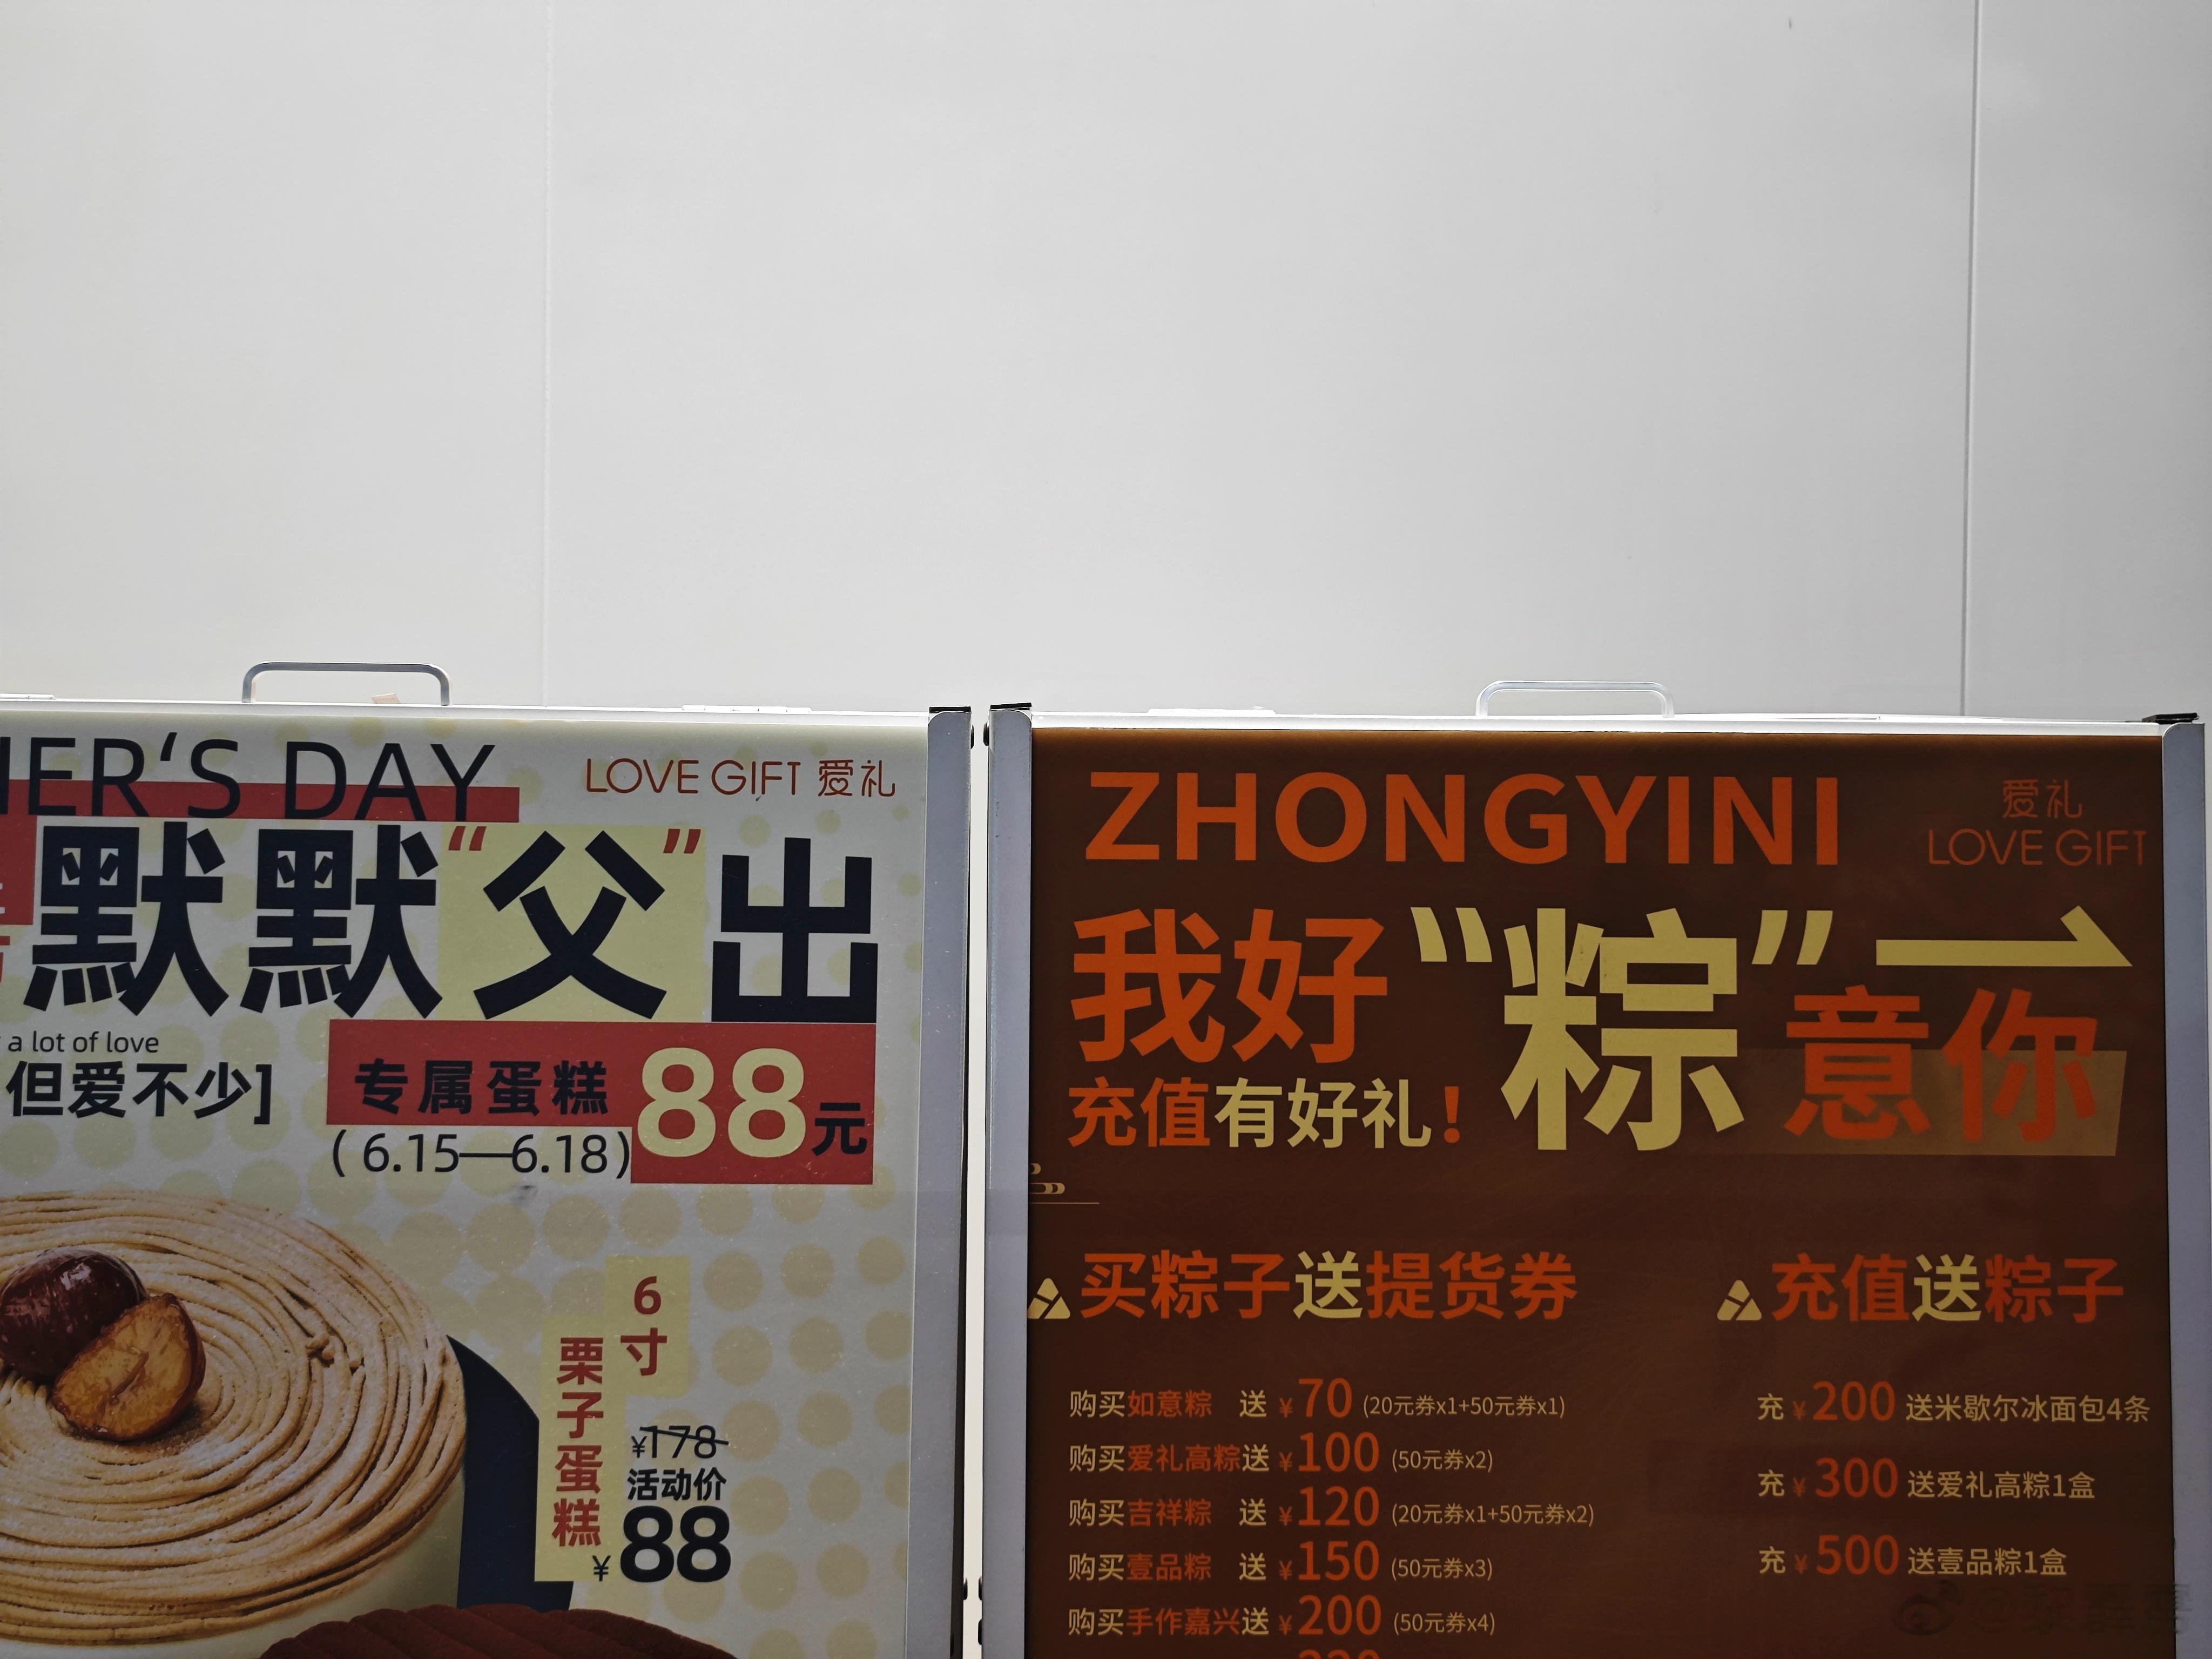 HER‘S DAY
LOVE GIFT 爱礼
默默“父”出
a lot of love
但爱不少]
专属蛋糕 88元
(6.15—6.18)
6寸
栗子蛋糕
¥178
活动价
¥88
ZHONGYINI
爱礼
LOVE GIFT
我好“粽”意你
充值有好礼!
买粽子送提货券
购买如意粽 送 ¥70 (20元券x1+50元券x1)
购买爱礼高粽送 ¥100 (50元券x2)
购买吉祥粽 送 ¥120 (20元券x1+50元券x2)
购买壹品粽 送 ¥150 (50元券x3)
购买手作嘉兴送 ¥200 (50元券x4)
充值送粽子
充 ¥200 送米歇尔冰面包4条
充 ¥300 送爱礼高粽1盒
充 ¥500 送壹品粽1盒